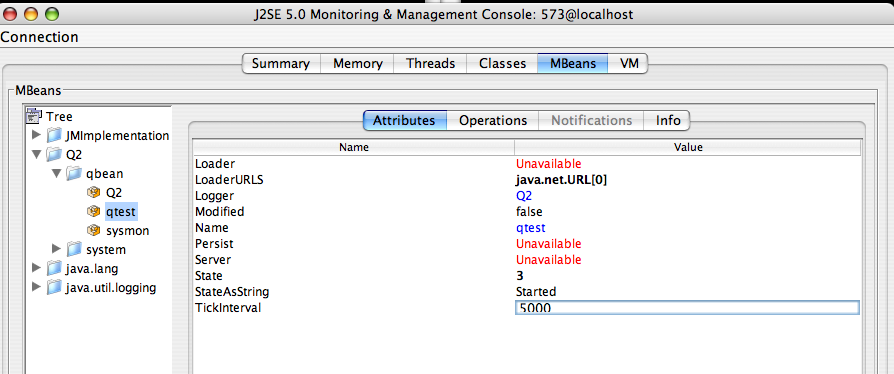 J2SE 5.0 Monitoring & Management Console: 573@localhost
Connection
Summary Memory Threads Classes MBeans VM
MBeans
Tree
JMImplementation
Q2
qbean
Q2
qtest
sysmon
system
java.lang
java.util.logging
Attributes Operations Notifications Info
Name Value
Loader Unavailable
LoaderURLS java.net.URL[0]
Logger Q2
Modified false
Name qtest
Persist Unavailable
Server Unavailable
State 3
StateAsString Started
TickInterval 5000